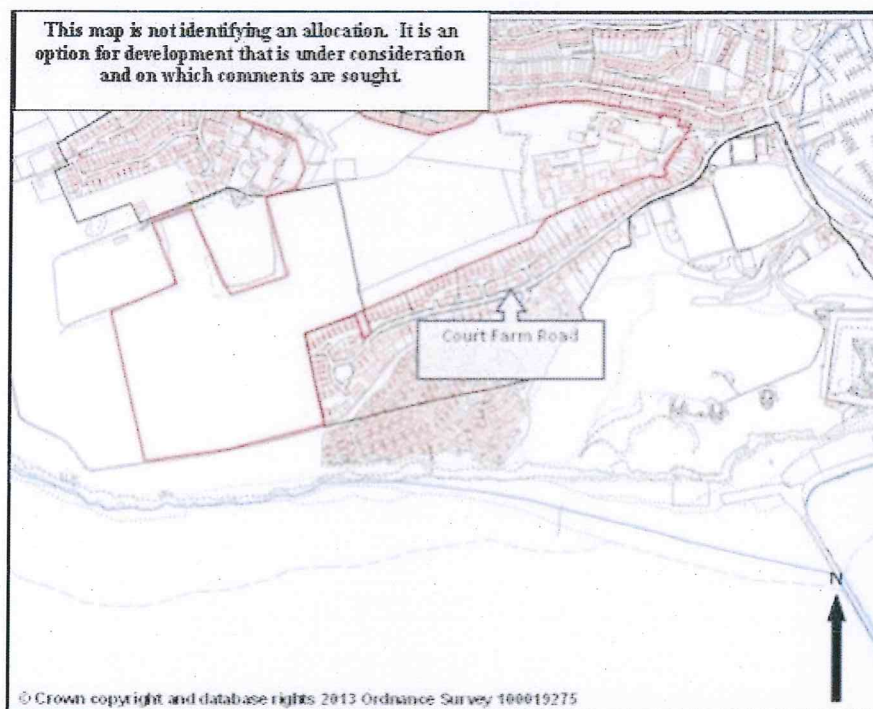 This map is not identifying an allocation. It is an
option for development that is under consideration
and on which comments are sought.
Court Farm Road
N
© Crown copyright and database rights 2013 Ordnance Survey 100019275